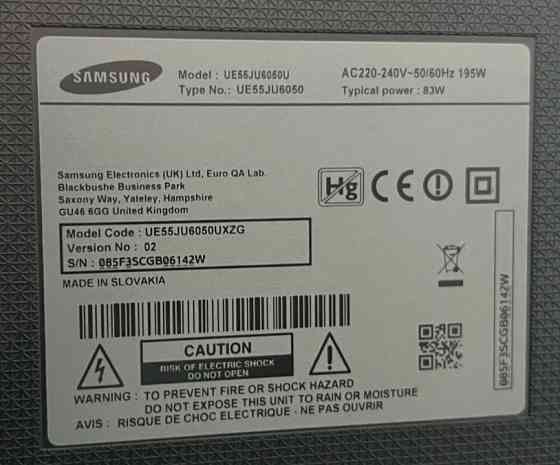 SAMSUNG
Model : UE55JU6050U
Type No.: UE55JU6050
AC220-240V~50/60Hz 195W
Typical power : 83W
Samsung Electronics (UK) Ltd, Euro QA Lab.
Blackbushe Business Park
Saxony Way, Yateley, Hampshire
GU46 6GG United Kingdom
Hg
CE
Model Code: UE55JU6050UXZG
Version No : 02
S/N : 085F3SCGB06142W
MADE IN SLOVAKIA
085F3SCGB06142W
CAUTION
RISK OF ELECTRIC SHOCK
DO NOT OPEN
WARNING : TO PREVENT FIRE OR SHOCK HAZARD
DO NOT EXPOSE THIS UNIT TO RAIN OR MOISTURE
AVIS : RISQUE DE CHOC ELECTRIQUE - NE PAS OUVRIR